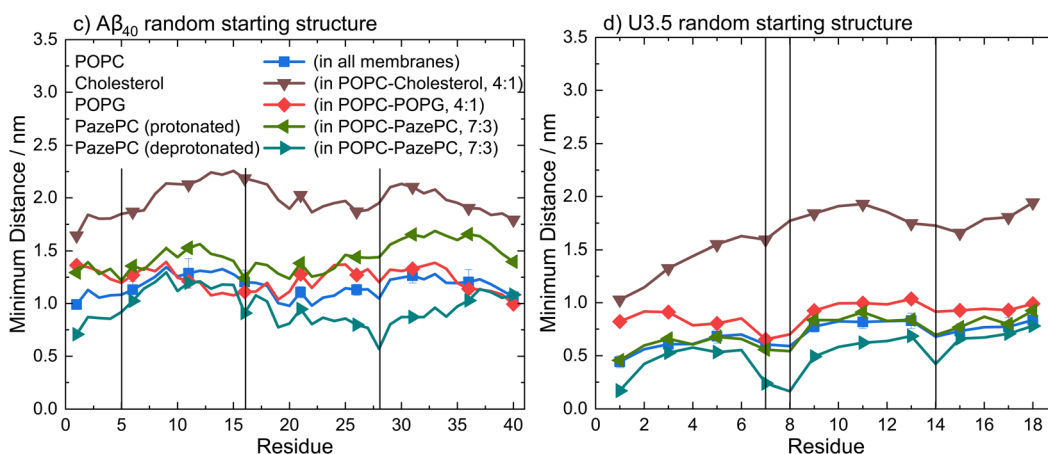 c) Aβ₄₀ random starting structure
3.5
3.0
2.5
2.0
1.5
1.0
0.5
0.0
Minimum Distance / nm
POPC (in all membranes)
Cholesterol (in POPC-Cholesterol, 4:1)
POPG (in POPC-POPG, 4:1)
PazePC (protonated) (in POPC-PazePC, 7:3)
PazePC (deprotonated) (in POPC-PazePC, 7:3)
0 5 10 15 20 25 30 35 40
Residue
d) U3.5 random starting structure
3.5
3.0
2.5
2.0
1.5
1.0
0.5
0.0
Minimum Distance / nm
0 2 4 6 8 10 12 14 16 18
Residue